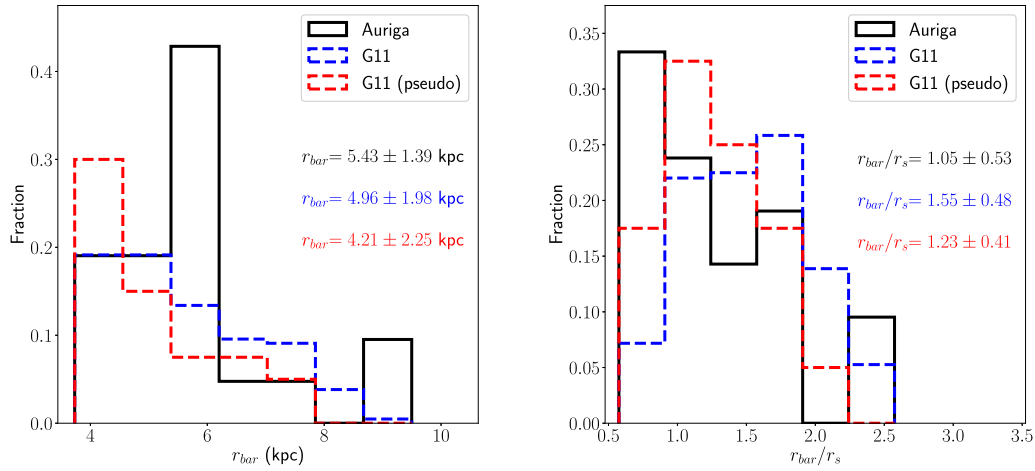 Auriga
G11
G11 (pseudo)
r_bar= 5.43 ± 1.39 kpc
r_bar= 4.96 ± 1.98 kpc
r_bar= 4.21 ± 2.25 kpc
Fraction
0.4
0.3
0.2
0.1
0.0
4 6 8 10
r_bar (kpc)
Auriga
G11
G11 (pseudo)
r_bar/r_s= 1.05 ± 0.53
r_bar/r_s= 1.55 ± 0.48
r_bar/r_s= 1.23 ± 0.41
Fraction
0.35
0.30
0.25
0.20
0.15
0.10
0.05
0.00
0.5 1.0 1.5 2.0 2.5 3.0 3.5
r_bar/r_s